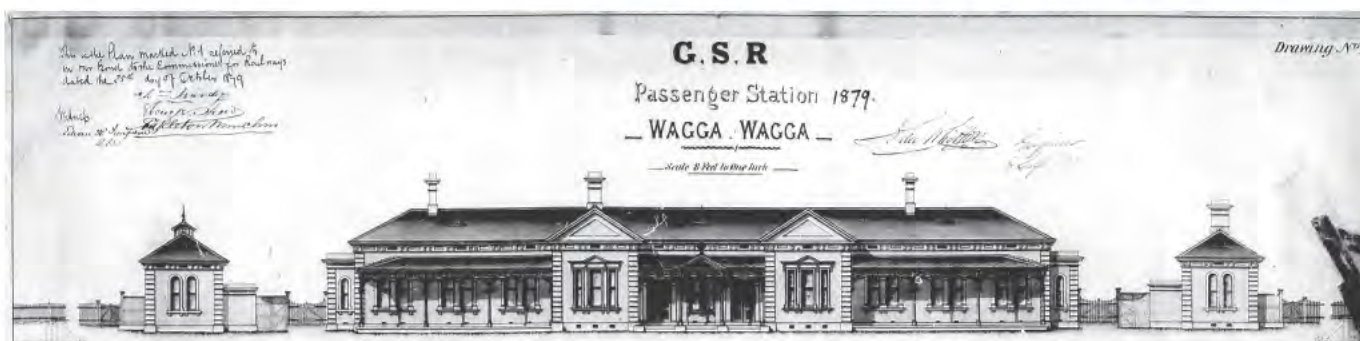 This is the Plan marked No. 1 referred to
in our Bond to the Commissioner for Railways
dated the 25th day of October 1879
Witness
G.S.R
Passenger Station 1879.
WAGGA. WAGGA
Scale 8 Feet to One Inch
Drawing No